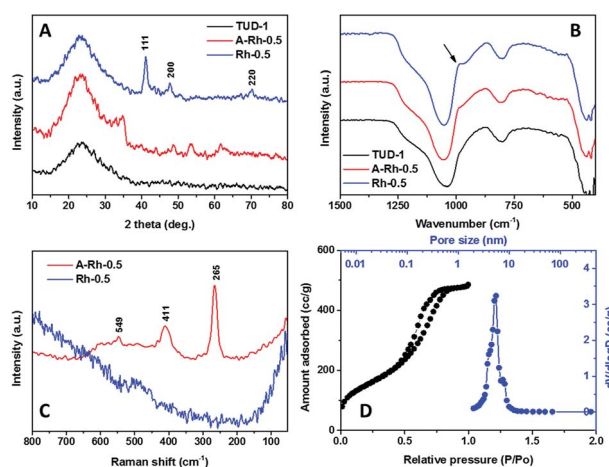 A
TUD-1
A-Rh-0.5
Rh-0.5
111
200
220
Intensity (a.u.)
10 20 30 40 50 60 70 80
2 theta (deg.)
B
Intensity (a.u.)
TUD-1
A-Rh-0.5
Rh-0.5
1500 1250 1000 750 500
Wavenumber (cm-1)
A-Rh-0.5
Rh-0.5
265
411
549
Intensity (a.u.)
C
800 700 600 500 400 300 200 100
Raman shift (cm-1)
Pore size (nm)
0.01 0.1 1 10 100
600
400
200
0
Amount adsorbed (cc/g)
4
3
2
1
0
D
0.0 0.5 1.0 1.5 2.0
Relative pressure (P/Po)